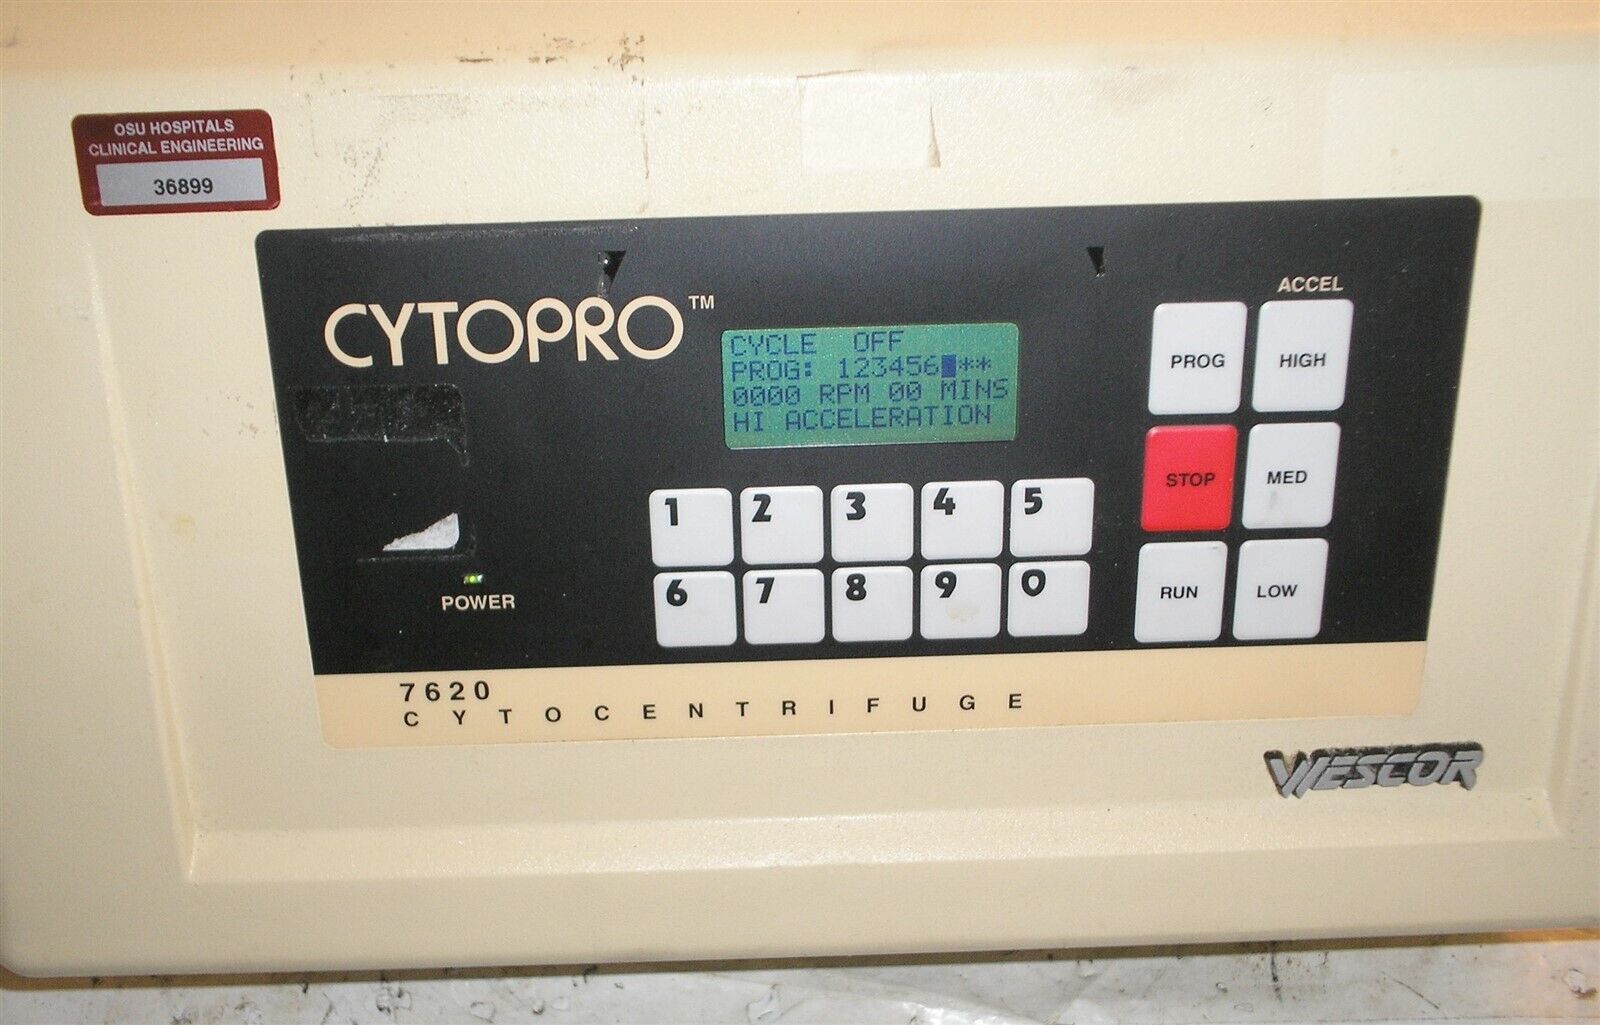 OSU HOSPITALS
CLINICAL ENGINEERING
36899
CYTOPRO™
CYCLE OFF
PROG: 123456█**
0000 RPM 00 MINS
HI ACCELERATION
ACCEL
PROG
HIGH
STOP
MED
RUN
LOW
1 2 3 4 5
6 7 8 9 0
POWER
7620
CYTOCENTRIFUGE
WESCOR